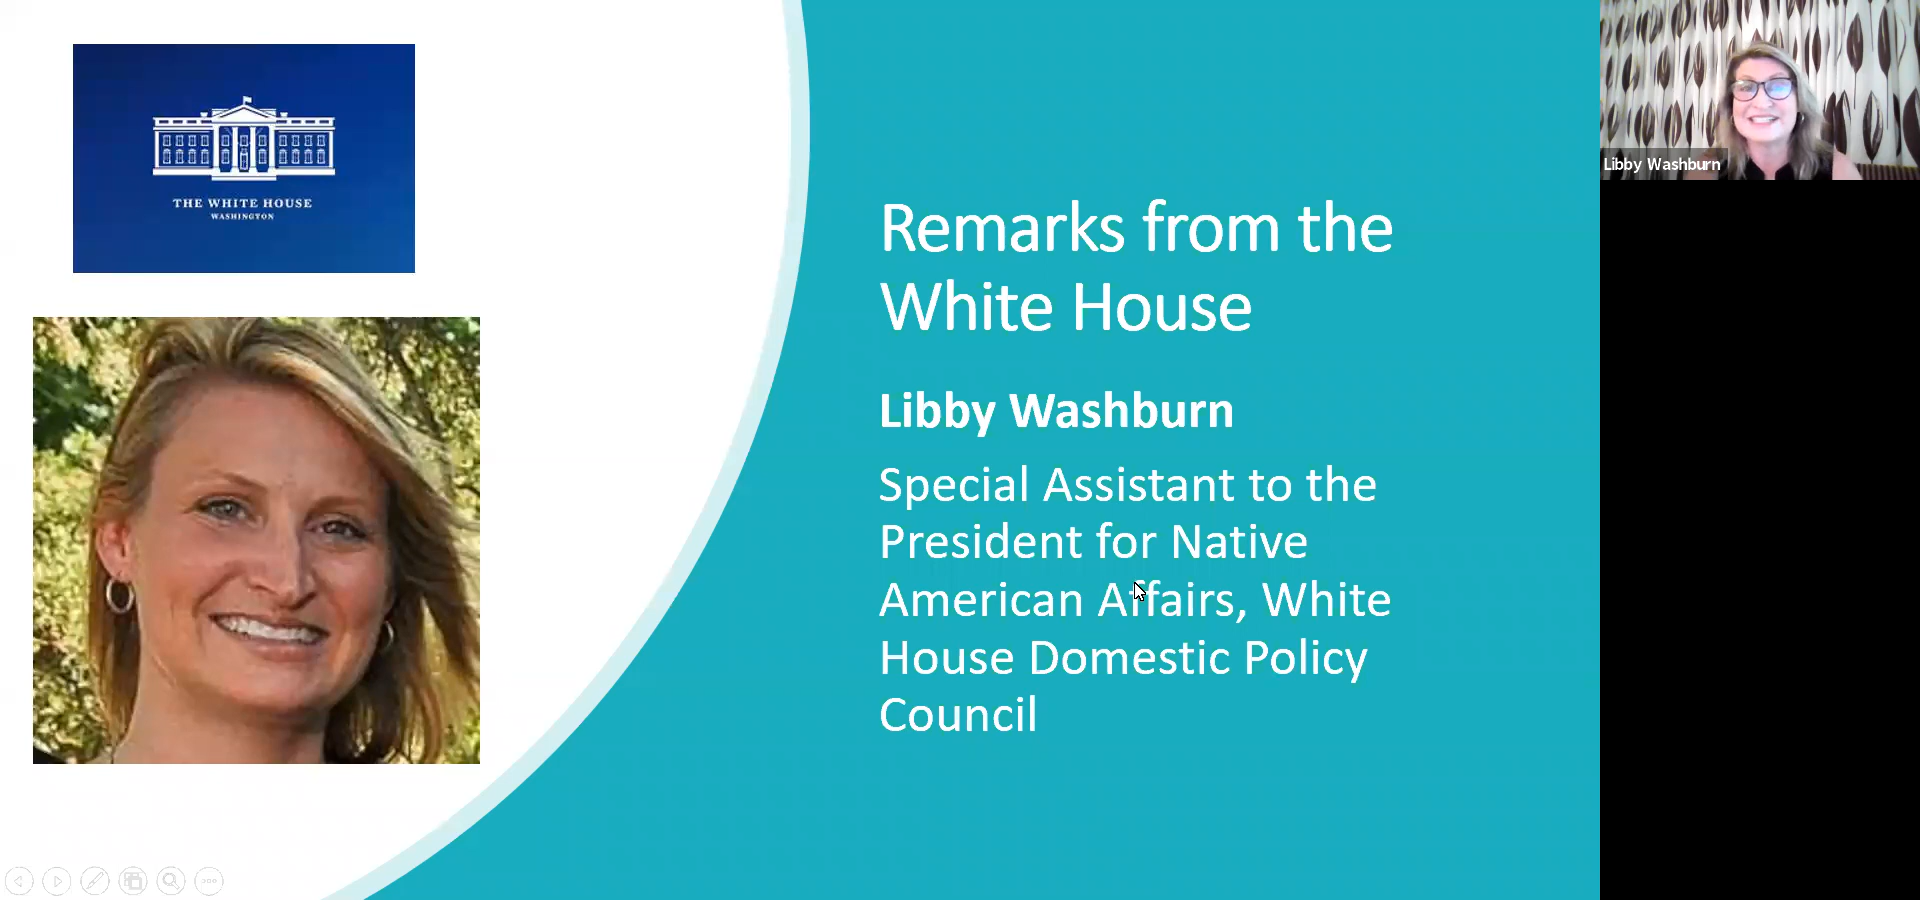 THE WHITE HOUSE
WASHINGTON
Remarks from the
White House
Libby Washburn
Special Assistant to the
President for Native
American Affairs, White
House Domestic Policy
Council
Libby Washburn